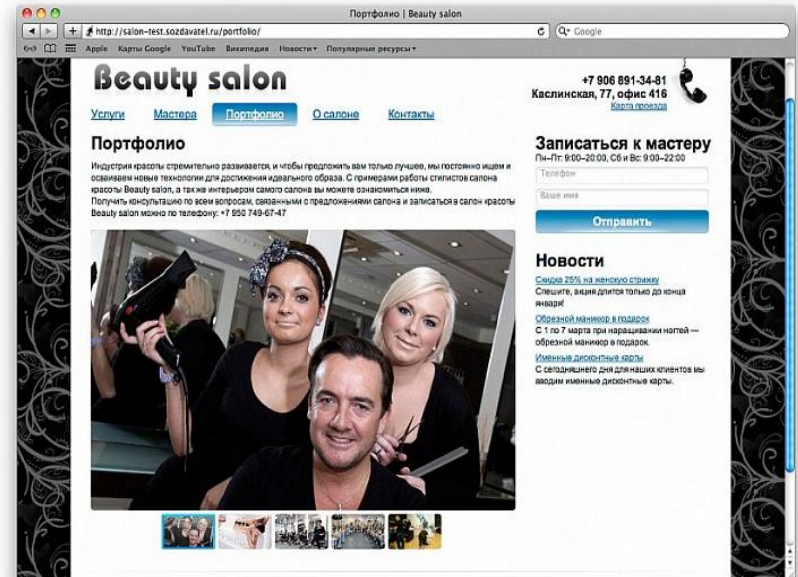 Портфолио | Beauty salon
http://salon-test.sozdavatel.ru/portfolio/
Google
Apple Карты Google YouTube Википедия Новости Популярные ресурсы
Beauty salon
+7 906 891-34-81
Каслинская, 77, офис 416
Карта проезда
Услуги Мастера Портфолио О салоне Контакты
Портфолио
Индустрия красоты стремительно развивается, и чтобы предложить вам только лучшее, мы постоянно ищем и
осваиваем новые технологии для достижения идеального образа. С примерами работы стилистов салона
красоты Beauty salon, а так же интерьером самого салона вы можете ознакомиться ниже.
Получить консультацию по всем вопросам, связанными с предложениями салона и записаться в салон красоты
Beauty salon можно по телефону: +7 950 749-67-47
Записаться к мастеру
Пн–Пт: 9:00–20:00, Сб и Вс: 9:00–22:00
Телефон
Ваше имя
Отправить
Новости
Скидка 25% на женскую стрижку
Спешите, акция длится только до конца
января!
Обрезной маникюр в подарок
С 1 по 7 марта при наращивании ногтей —
обрезной маникюр в подарок.
Именные дисконтные карты
С сегодняшнего дня для наших клиентов мы
вводим именные дисконтные карты.